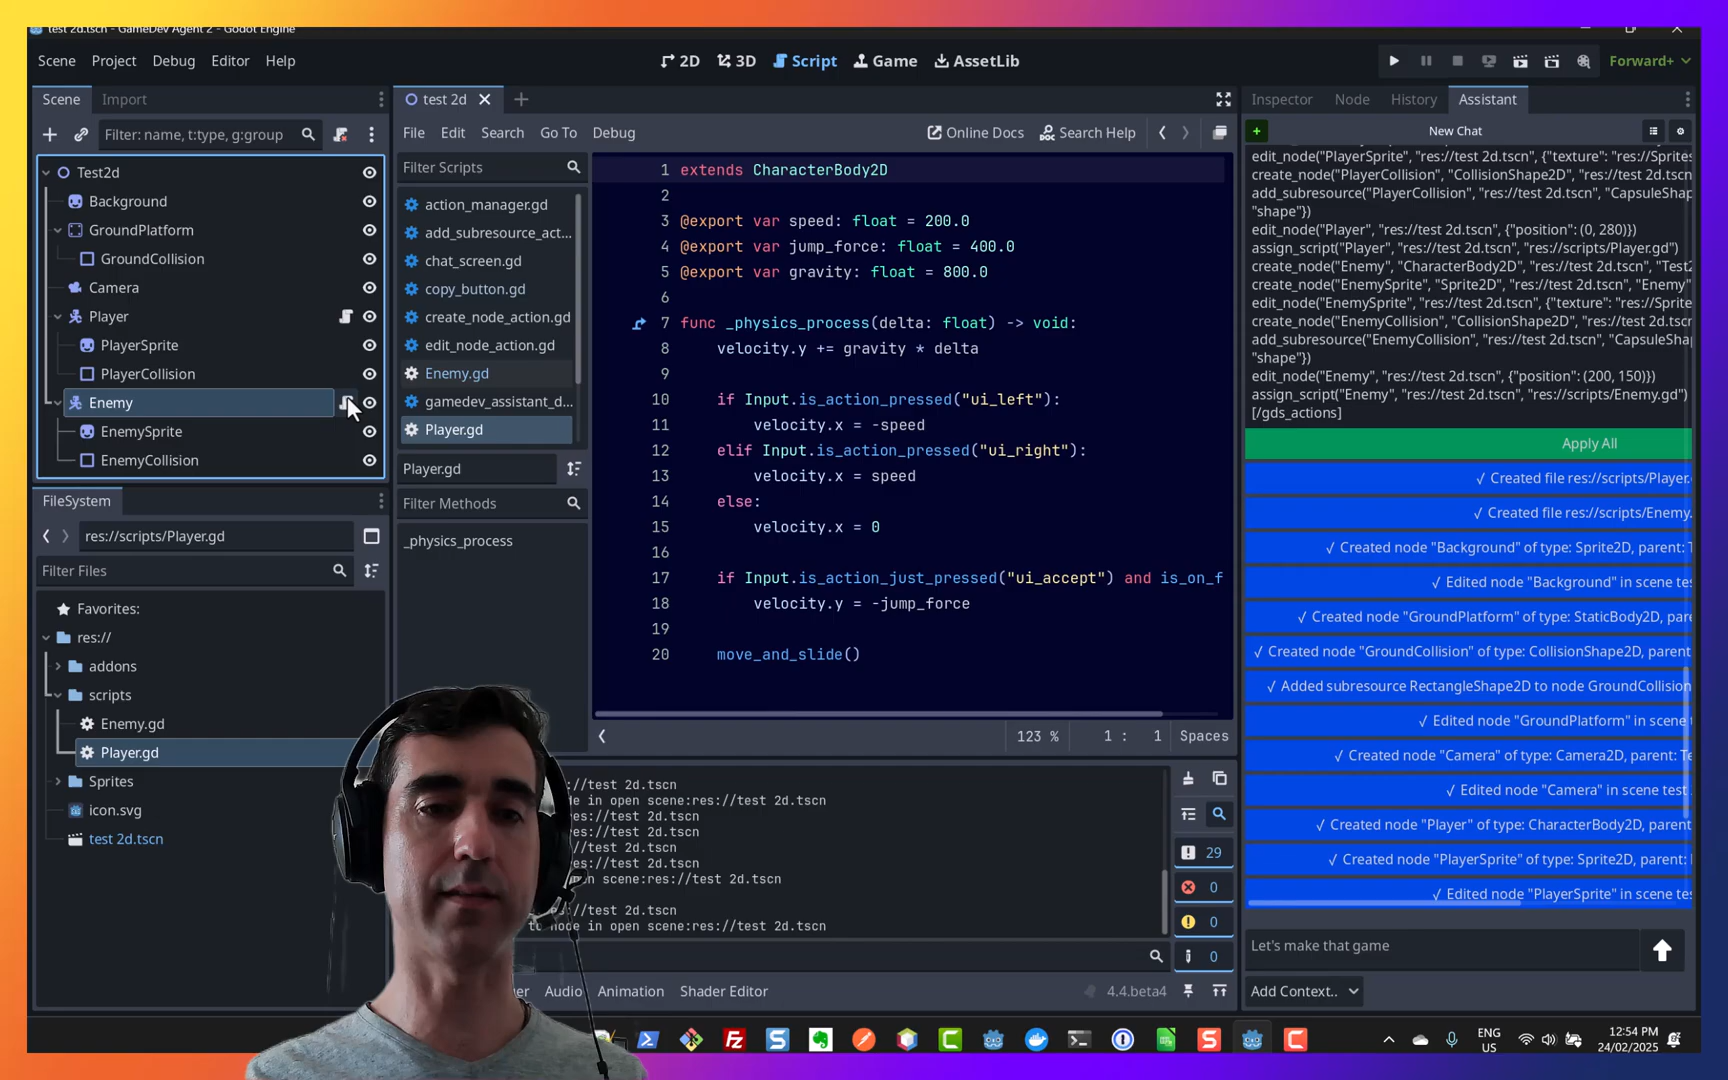 test 2d.tscn - GameDev Agent 2 - Godot Engine
Scene Project Debug Editor Help
2D 3D Script Game AssetLib
Forward+
Scene Import
Filter: name, t:type, g:group
Test2d
Background
GroundPlatform
GroundCollision
Camera
Player
PlayerSprite
PlayerCollision
Enemy
EnemySprite
EnemyCollision
FileSystem
res://scripts/Player.gd
Filter Files
Favorites:
res://
addons
scripts
Enemy.gd
Player.gd
Sprites
icon.svg
test 2d.tscn
test 2d
File Edit Search Go To Debug
Online Docs Search Help
Filter Scripts
action_manager.gd
add_subresource_act...
chat_screen.gd
copy_button.gd
create_node_action.gd
edit_node_action.gd
Enemy.gd
gamedev_assistant_d...
Player.gd
Player.gd
Filter Methods
_physics_process
1 extends CharacterBody2D
2
3 @export var speed: float = 200.0
4 @export var jump_force: float = 400.0
5 @export var gravity: float = 800.0
6
7 func _physics_process(delta: float) -> void:
8 velocity.y += gravity * delta
9
10 if Input.is_action_pressed("ui_left"):
11 velocity.x = -speed
12 elif Input.is_action_pressed("ui_right"):
13 velocity.x = speed
14 else:
15 velocity.x = 0
16
17 if Input.is_action_just_pressed("ui_accept") and is_on_f
18 velocity.y = -jump_force
19
20 move_and_slide()
123 % 1 : 1 Spaces
s://test 2d.tscn
de in open scene:res://test 2d.tscn
res://test 2d.tscn
es://test 2d.tscn
://test 2d.tscn
es://test 2d.tscn
pen scene:res://test 2d.tscn
//test 2d.tscn
to node in open scene:res://test 2d.tscn
29
0
0
0
Audio Animation Shader Editor
4.4.beta4
Inspector Node History Assistant
New Chat
edit_node("PlayerSprite", "res://test 2d.tscn", {"texture": "res://Sprites
create_node("PlayerCollision", "CollisionShape2D", "res://test 2d.tscn
add_subresource("PlayerCollision", "res://test 2d.tscn", "CapsuleShap
"shape"})
edit_node("Player", "res://test 2d.tscn", {"position": (0, 280)})
assign_script("Player", "res://test 2d.tscn", "res://scripts/Player.gd")
create_node("Enemy", "CharacterBody2D", "res://test 2d.tscn", "Test2
create_node("EnemySprite", "Sprite2D", "res://test 2d.tscn", "Enemy"
edit_node("EnemySprite", "res://test 2d.tscn", {"texture": "res://Sprite
create_node("EnemyCollision", "CollisionShape2D", "res://test 2d.tscn
add_subresource("EnemyCollision", "res://test 2d.tscn", "CapsuleShap
"shape"})
edit_node("Enemy", "res://test 2d.tscn", {"position": (200, 150)})
assign_script("Enemy", "res://test 2d.tscn", "res://scripts/Enemy.gd")
[/gds_actions]
Apply All
✓ Created file res://scripts/Player.
✓ Created file res://scripts/Enemy.
✓ Created node "Background" of type: Sprite2D, parent: T
✓ Edited node "Background" in scene tes
✓ Created node "GroundPlatform" of type: StaticBody2D, pare
✓ Created node "GroundCollision" of type: CollisionShape2D, parent
✓ Added subresource RectangleShape2D to node GroundCollision
✓ Edited node "GroundPlatform" in scene t
✓ Created node "Camera" of type: Camera2D, parent: Te
✓ Edited node "Camera" in scene test
✓ Created node "Player" of type: CharacterBody2D, parent
✓ Created node "PlayerSprite" of type: Sprite2D, parent:
✓ Edited node "PlayerSprite" in scene tes
Let's make that game
Add Context..
ENG
US
12:54 PM
24/02/2025